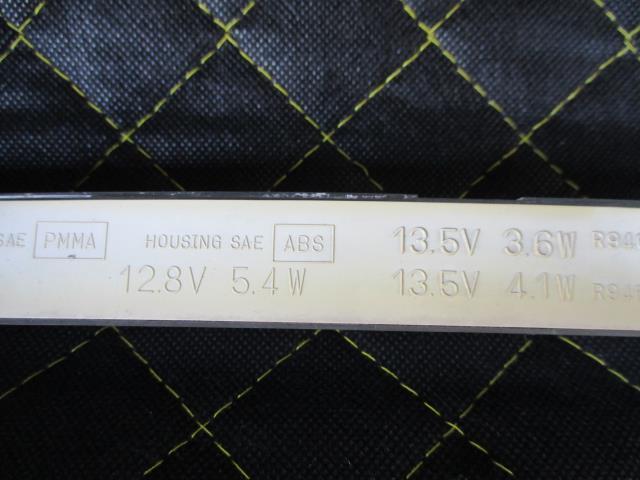 SAE PMMA HOUSING SAE ABS 13.5V 3.6W
12.8V 5.4W 13.5V 4.1W